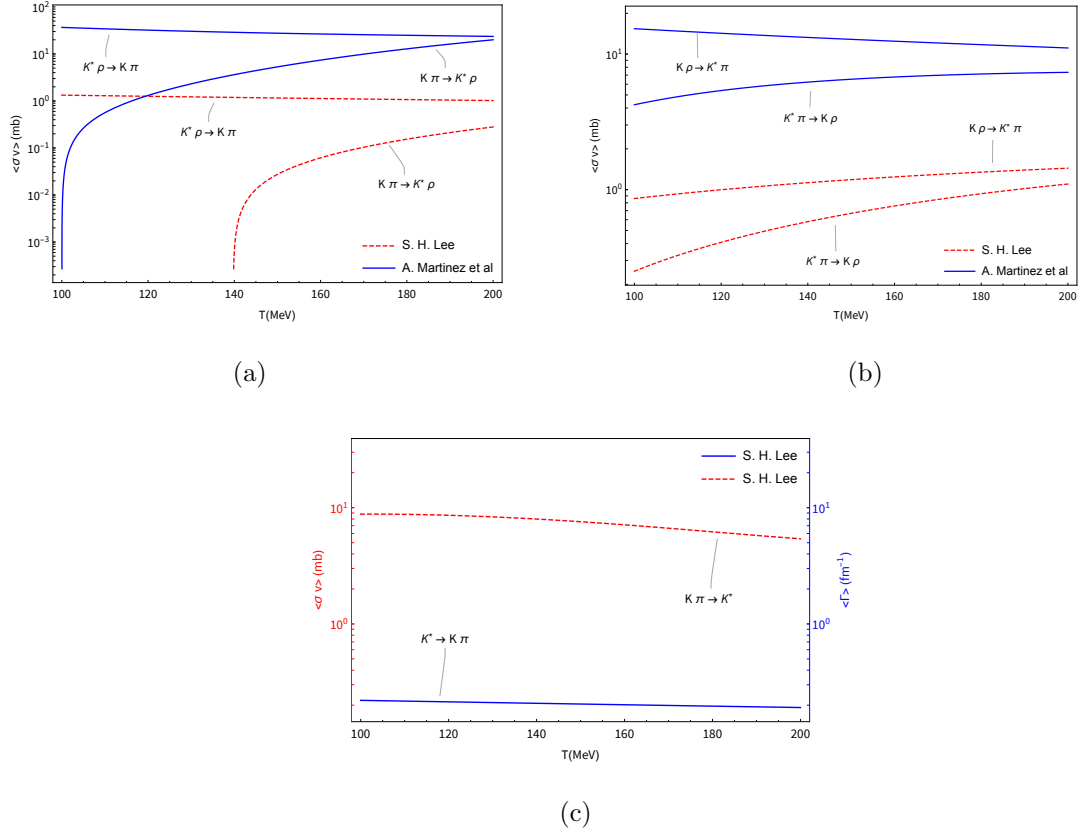 10²
10¹
10⁰
10⁻¹
10⁻²
10⁻³
<σ v> (mb)
K* ρ → K π
K π → K* ρ
K* ρ → K π
K π → K* ρ
S. H. Lee
A. Martinez et al
100 120 140 160 180 200
T(MeV)
(a)
10¹
10⁰
<σ v> (mb)
K ρ → K* π
K* π → K ρ
K ρ → K* π
K* π → K ρ
S. H. Lee
A. Martinez et al
100 120 140 160 180 200
T(MeV)
(b)
10¹
10⁰
<σ v> (mb)
S. H. Lee
S. H. Lee
K π → K*
K* → K π
10¹
10⁰
<Γ> (fm⁻¹)
100 120 140 160 180 200
T(MeV)
(c)